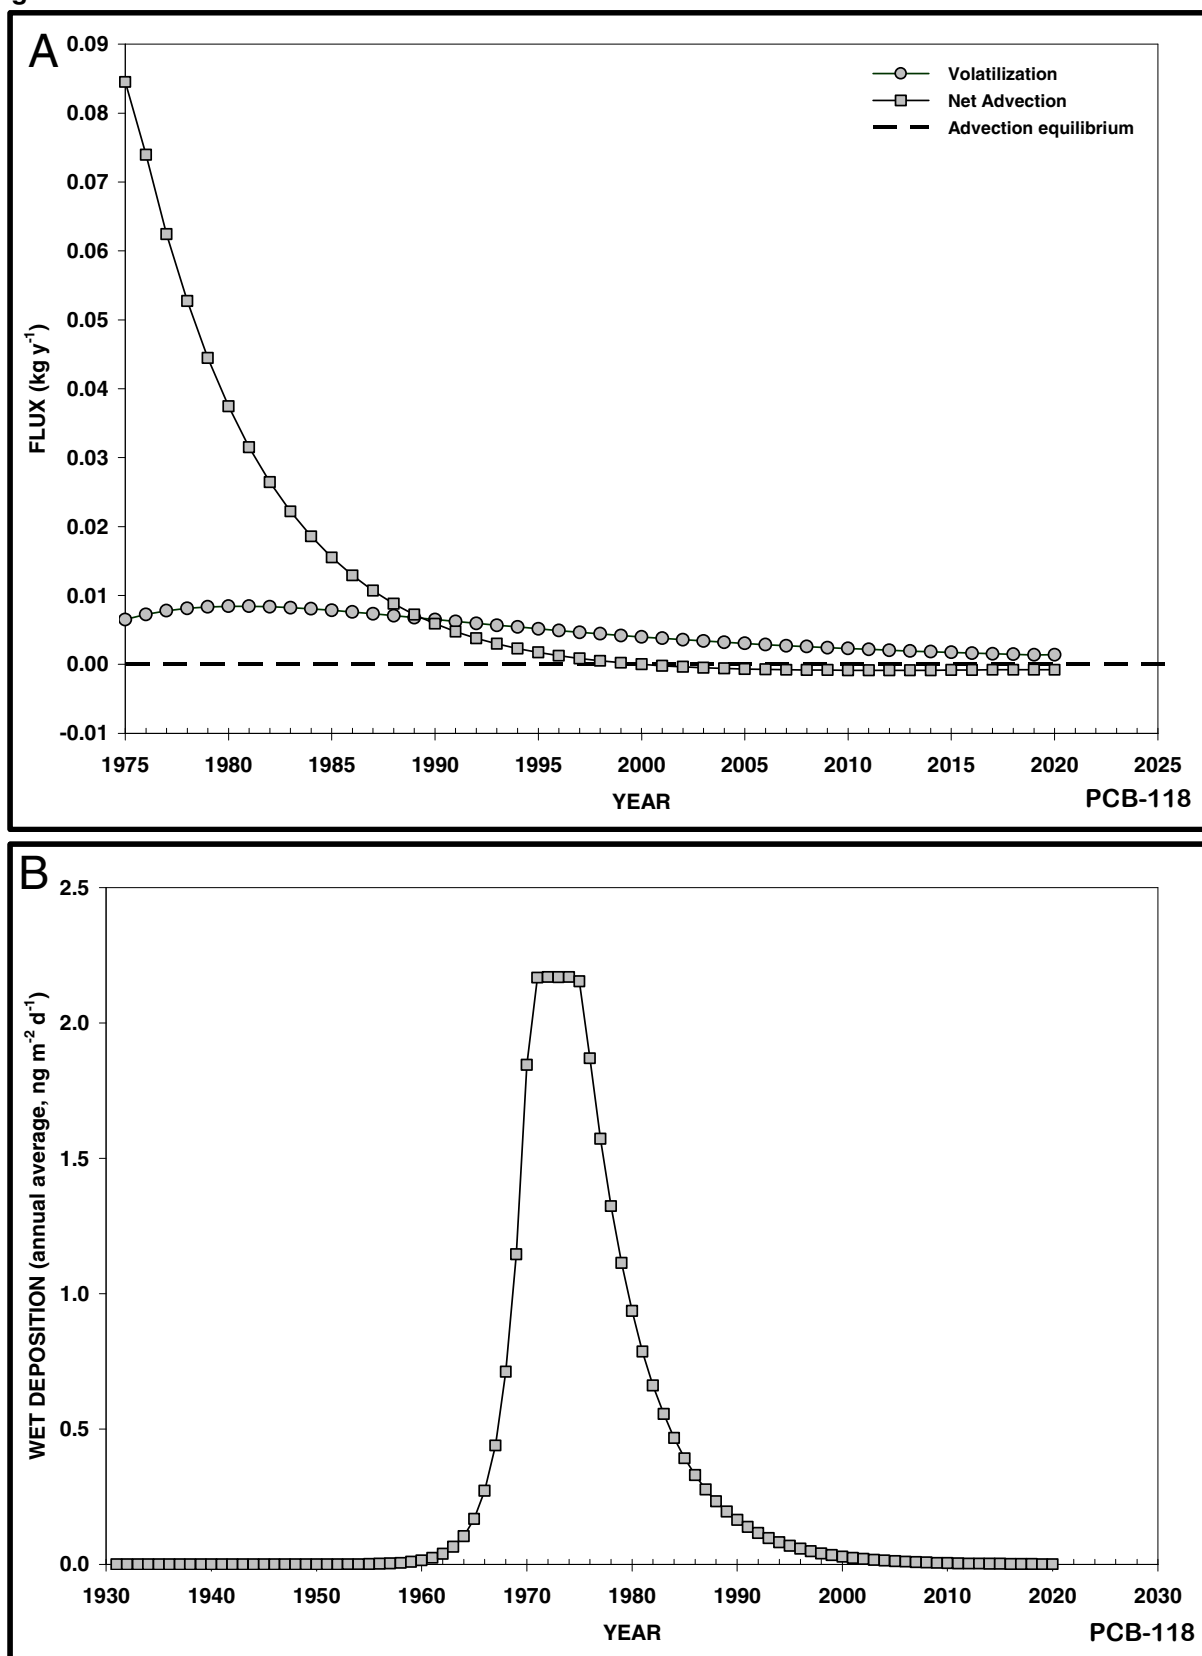 A
0.09
0.08
0.07
0.06
0.05
0.04
0.03
0.02
0.01
0.00
-0.01
FLUX (kg y⁻¹)
Volatilization
Net Advection
Advection equilibrium
1975 1980 1985 1990 1995 2000 2005 2010 2015 2020 2025
YEAR
PCB-118
B
2.5
2.0
1.5
1.0
0.5
0.0
WET DEPOSITION (annual average, ng m⁻² d⁻¹)
1930 1940 1950 1960 1970 1980 1990 2000 2010 2020 2030
YEAR
PCB-118